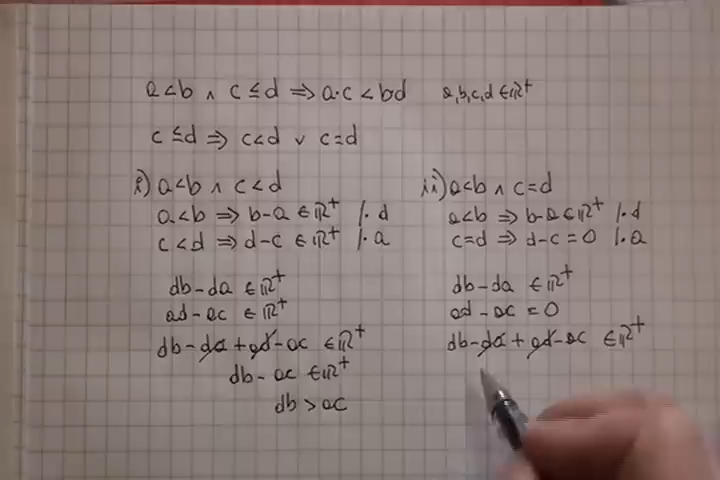 a<b ∧ c≤d ⇒ a·c < bd a,b,c,d ∈ ℝ⁺
c≤d ⇒ c<d ∨ c=d
i) a<b ∧ c<d
a<b ⇒ b-a ∈ ℝ⁺ /· d
c<d ⇒ d-c ∈ ℝ⁺ /· a
db-da ∈ ℝ⁺
ad-ac ∈ ℝ⁺
db-da+ad-ac ∈ ℝ⁺
db-ac ∈ ℝ⁺
db > ac
ii) a<b ∧ c=d
a<b ⇒ b-a ∈ ℝ⁺ /· d
c=d ⇒ d-c = 0 /· a
db-da ∈ ℝ⁺
ad-ac = 0
db-da+ad-ac ∈ ℝ⁺